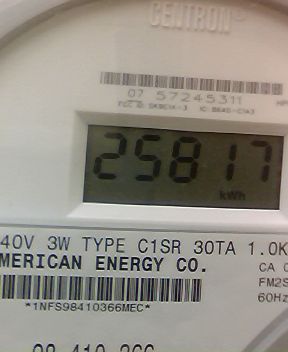 CENTRON®
07 57245311
25817
kWh
40V 3W TYPE C1SR 30TA 1.0K
MERICAN ENERGY CO.
CA
FM2S
60Hz
*1NFS98410366MEC*